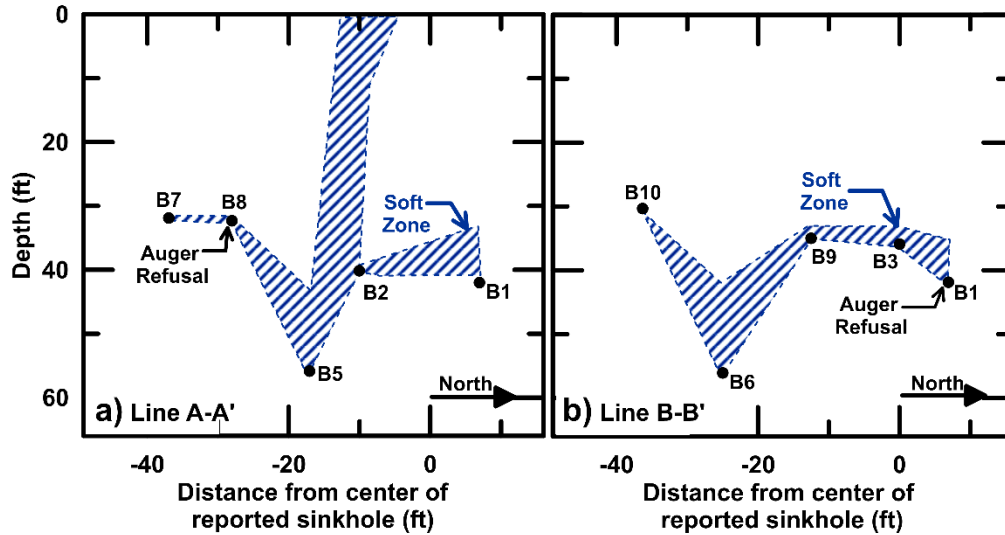 0
20
40
60
Depth (ft)
B7
B8
Auger
Refusal
Soft
Zone
B2
B1
B5
North
a) Line A-A'
-40
-20
0
Distance from center of
reported sinkhole (ft)
B10
Soft
Zone
B9
B3
B1
Auger
Refusal
B6
North
b) Line B-B'
-40
-20
0
Distance from center of
reported sinkhole (ft)